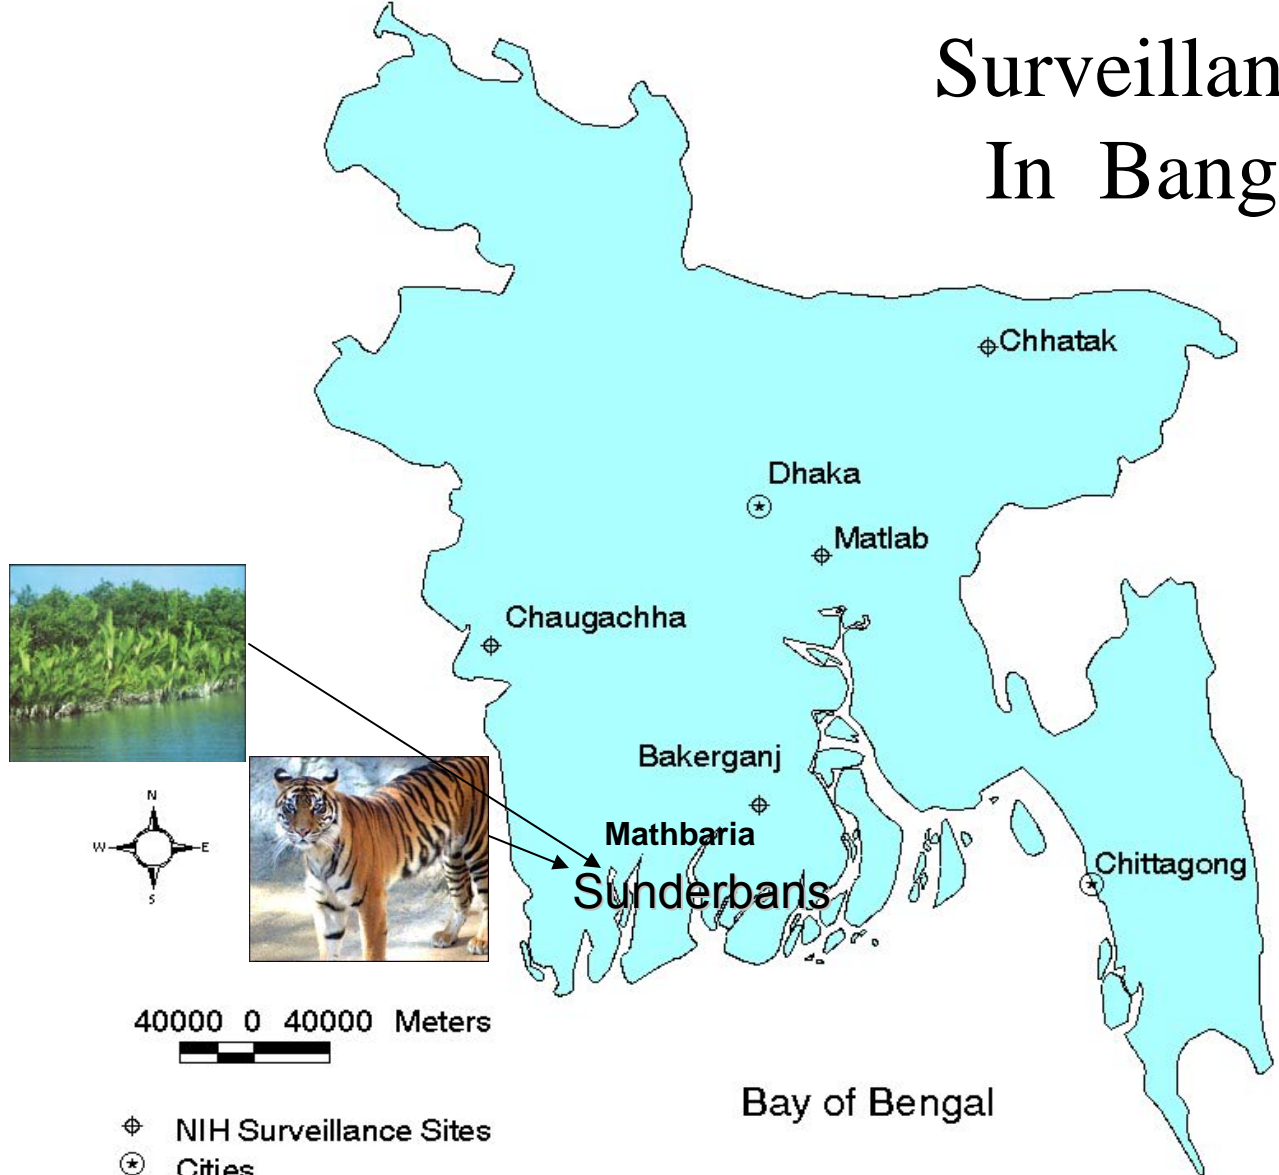 Surveillan
In Bang
Chhatak
Dhaka
Matlab
Chaugachha
Bakerganj
Mathbaria
Sunderbans
Chittagong
N
W
E
S
40000 0 40000 Meters
Bay of Bengal
NIH Surveillance Sites
Cities